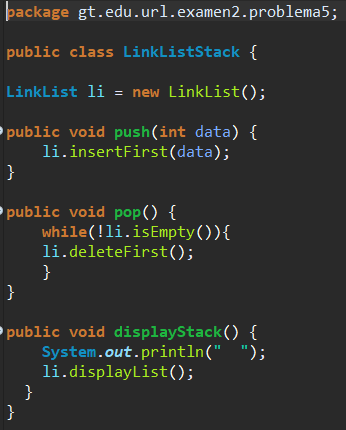 package gt.edu.url.examen2.problema5;
public class LinkListStack {
LinkList li = new LinkList();
public void push(int data) {
li.insertFirst(data);
}
public void pop() {
while(!li.isEmpty()){
li.deleteFirst();
}
}
public void displayStack() {
System.out.println("  ");
li.displayList();
}
}